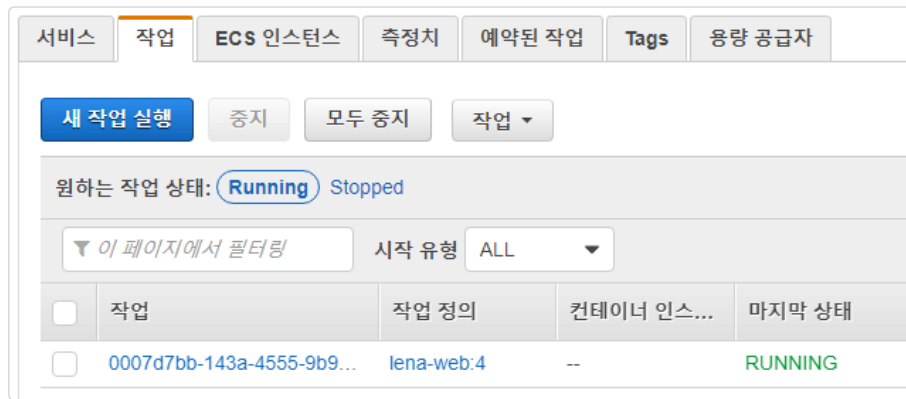 서비스 작업 ECS 인스턴스 측정치 예약된 작업 Tags 용량 공급자
새 작업 실행 중지 모두 중지 작업
원하는 작업 상태: Running Stopped
이 페이지에서 필터링 시작 유형 ALL
작업 작업 정의 컨테이너 인스... 마지막 상태
0007d7bb-143a-4555-9b9... lena-web:4 -- RUNNING